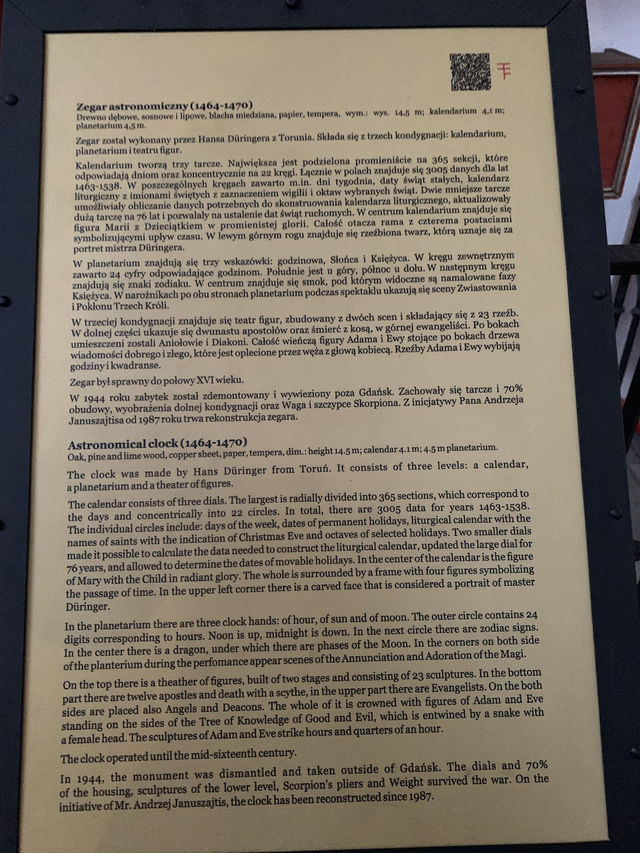 Zegar astronomiczny (1464-1470)
Drewno dębowe, sosnowe i lipowe, blacha miedziana, papier, tempera, wym.: wys. 14,5 m; kalendarium 4,1 m;
planetarium 4,5 m.
Zegar został wykonany przez Hansa Düringera z Torunia. Składa się z trzech kondygnacji: kalendarium,
planetarium i teatru figur.
Kalendarium tworzą trzy tarcze. Największa jest podzielona promieniście na 365 sekcji, które
odpowiadają dniom oraz koncentrycznie na 22 kręgi. Łącznie w polach znajduje się 3005 danych dla lat
1463-1538. W poszczególnych kręgach zawarto m.in. dni tygodnia, daty świąt stałych, kalendarz
liturgiczny z imionami świętych z zaznaczeniem wigilii i oktaw wybranych świąt. Dwie mniejsze tarcze
umożliwiały obliczanie danych potrzebnych do skonstruowania kalendarza liturgicznego, aktualizowały
dużą tarczę na 76 lat i pozwalały na ustalenie dat świąt ruchomych. W centrum kalendarium znajduje się
figura Marii z Dzieciątkiem w promienistej glorii. Całość otacza rama z czterema postaciami
symbolizującymi upływ czasu. W lewym górnym rogu znajduje się rzeźbiona twarz, którą uznaje się za
portret mistrza Düringera.
W planetarium znajdują się trzy wskazówki: godzinowa, Słońca i Księżyca. W kręgu zewnętrznym
zawarto 24 cyfry odpowiadające godzinom. Południe jest u góry, północ u dołu. W następnym kręgu
znajdują się znaki zodiaku. W centrum znajduje się smok, pod którym widoczne są namalowane fazy
Księżyca. W narożnikach po obu stronach planetarium podczas spektaklu ukazują się sceny Zwiastowania
i Pokłonu Trzech Króli.
W trzeciej kondygnacji znajduje się teatr figur, zbudowany z dwóch scen i składający się z 23 rzeźb.
W dolnej części ukazuje się dwunastu apostołów oraz śmierć z kosą, w górnej ewangeliści. Po bokach
umieszczeni zostali Aniołowie i Diakoni. Całość wieńczą figury Adama i Ewy stojące po bokach drzewa
wiadomości dobrego i złego, które jest oplecione przez węża z głową kobiecą. Rzeźby Adama i Ewy wybijają
godziny i kwadranse.
Zegar był sprawny do połowy XVI wieku.
W 1944 roku zabytek został zdemontowany i wywieziony poza Gdańsk. Zachowały się tarcze i 70%
obudowy, wyobrażenia dolnej kondygnacji oraz Waga i szczypce Skorpiona. Z inicjatywy Pana Andrzeja
Januszajtisa od 1987 roku trwa rekonstrukcja zegara.
Astronomical clock (1464-1470)
Oak, pine and lime wood, copper sheet, paper, tempera, dim.: height 14.5 m; calendar 4.1 m; 4.5 m planetarium.
The clock was made by Hans Düringer from Toruń. It consists of three levels: a calendar,
a planetarium and a theater of figures.
The calendar consists of three dials. The largest is radially divided into 365 sections, which correspond to
the days and concentrically into 22 circles. In total, there are 3005 data for years 1463-1538.
The individual circles include: days of the week, dates of permanent holidays, liturgical calendar with the
names of saints with the indication of Christmas Eve and octaves of selected holidays. Two smaller dials
made it possible to calculate the data needed to construct the liturgical calendar, updated the large dial for
76 years, and allowed to determine the dates of movable holidays. In the center of the calendar is the figure
of Mary with the Child in radiant glory. The whole is surrounded by a frame with four figures symbolizing
the passage of time. In the upper left corner there is a carved face that is considered a portrait of master
Düringer.
In the planetarium there are three clock hands: of hour, of sun and of moon. The outer circle contains 24
digits corresponding to hours. Noon is up, midnight is down. In the next circle there are zodiac signs.
In the center there is a dragon, under which there are phases of the Moon. In the corners on both side
of the planterium during the perfomance appear scenes of the Annunciation and Adoration of the Magi.
On the top there is a theather of figures, built of two stages and consisting of 23 sculptures. In the bottom
part there are twelve apostles and death with a scythe, in the upper part there are Evangelists. On the both
sides are placed also Angels and Deacons. The whole of it is crowned with figures of Adam and Eve
standing on the sides of the Tree of Knowledge of Good and Evil, which is entwined by a snake with
a female head. The sculptures of Adam and Eve strike hours and quarters of an hour.
The clock operated until the mid-sixteenth century.
In 1944, the monument was dismantled and taken outside of Gdańsk. The dials and 70%
of the housing, sculptures of the lower level, Scorpion's pliers and Weight survived the war. On the
initiative of Mr. Andrzej Januszajtis, the clock has been reconstructed since 1987.